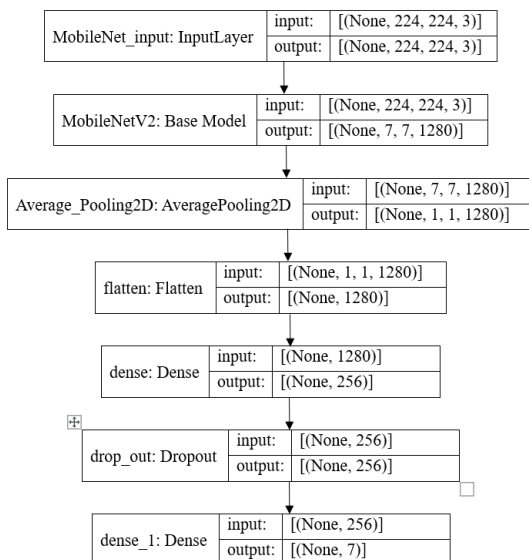 MobileNet_input: InputLayer
input: [(None, 224, 224, 3)]
output: [(None, 224, 224, 3)]
MobileNetV2: Base Model
input: [(None, 224, 224, 3)]
output: [(None, 7, 7, 1280)]
Average_Pooling2D: AveragePooling2D
input: [(None, 7, 7, 1280)]
output: [(None, 1, 1, 1280)]
flatten: Flatten
input: [(None, 1, 1, 1280)]
output: [(None, 1280)]
dense: Dense
input: [(None, 1280)]
output: [(None, 256)]
drop_out: Dropout
input: [(None, 256)]
output: [(None, 256)]
dense_1: Dense
input: [(None, 256)]
output: [(None, 7)]